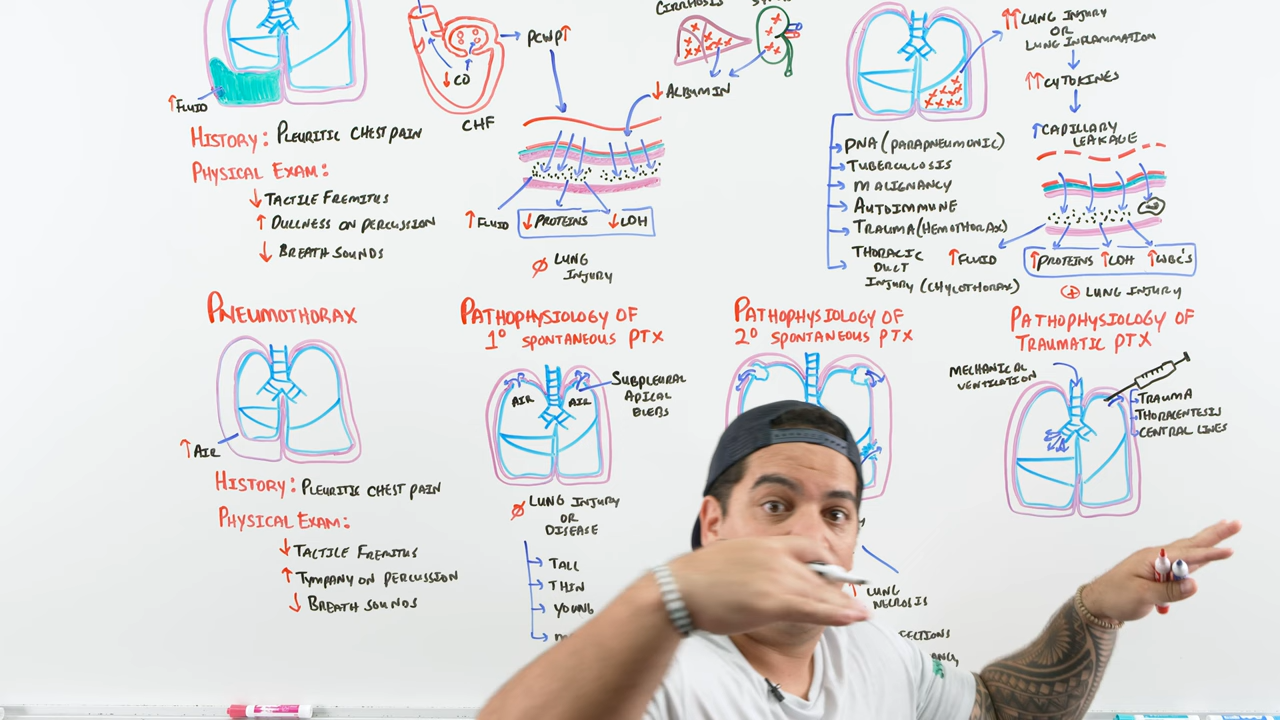 ↑ Fluid
History: Pleuritic chest pain
Physical Exam:
↓ Tactile Fremitus
↑ Dullness on percussion
↓ Breath sounds
↓ CO
CHF
PCWP↑
Cirrhosis
↓ Albumin
↑ Fluid
↓ Proteins ↓ LDH
Ø Lung
Injury
↑↑ Lung injury
or
Lung inflammation
↑↑ Cytokines
↑ Capillary
Leakage
PNA (Parapneumonic)
Tuberculosis
Malignancy
Autoimmune
Trauma (Hemothorax)
Thoracic
Duct
Injury (Chylothorax)
↑ Fluid
↑ Proteins ↑ LDH ↑ WBC's
⊕ Lung injury
Pneumothorax
↑ Air
History: Pleuritic chest pain
Physical Exam:
↓ Tactile Fremitus
↑ Tympany on percussion
↓ Breath sounds
Pathophysiology of
1° spontaneous PTX
Air Air
Subpleural
Apical
Blebs
Ø Lung injury
or
Disease
Tall
Thin
Young
Pathophysiology of
2° spontaneous PTX
↑ Lung
Necrosis
Pathophysiology of
Traumatic PTX
Mechanical
Ventilation
Trauma
Thoracentesis
Central lines